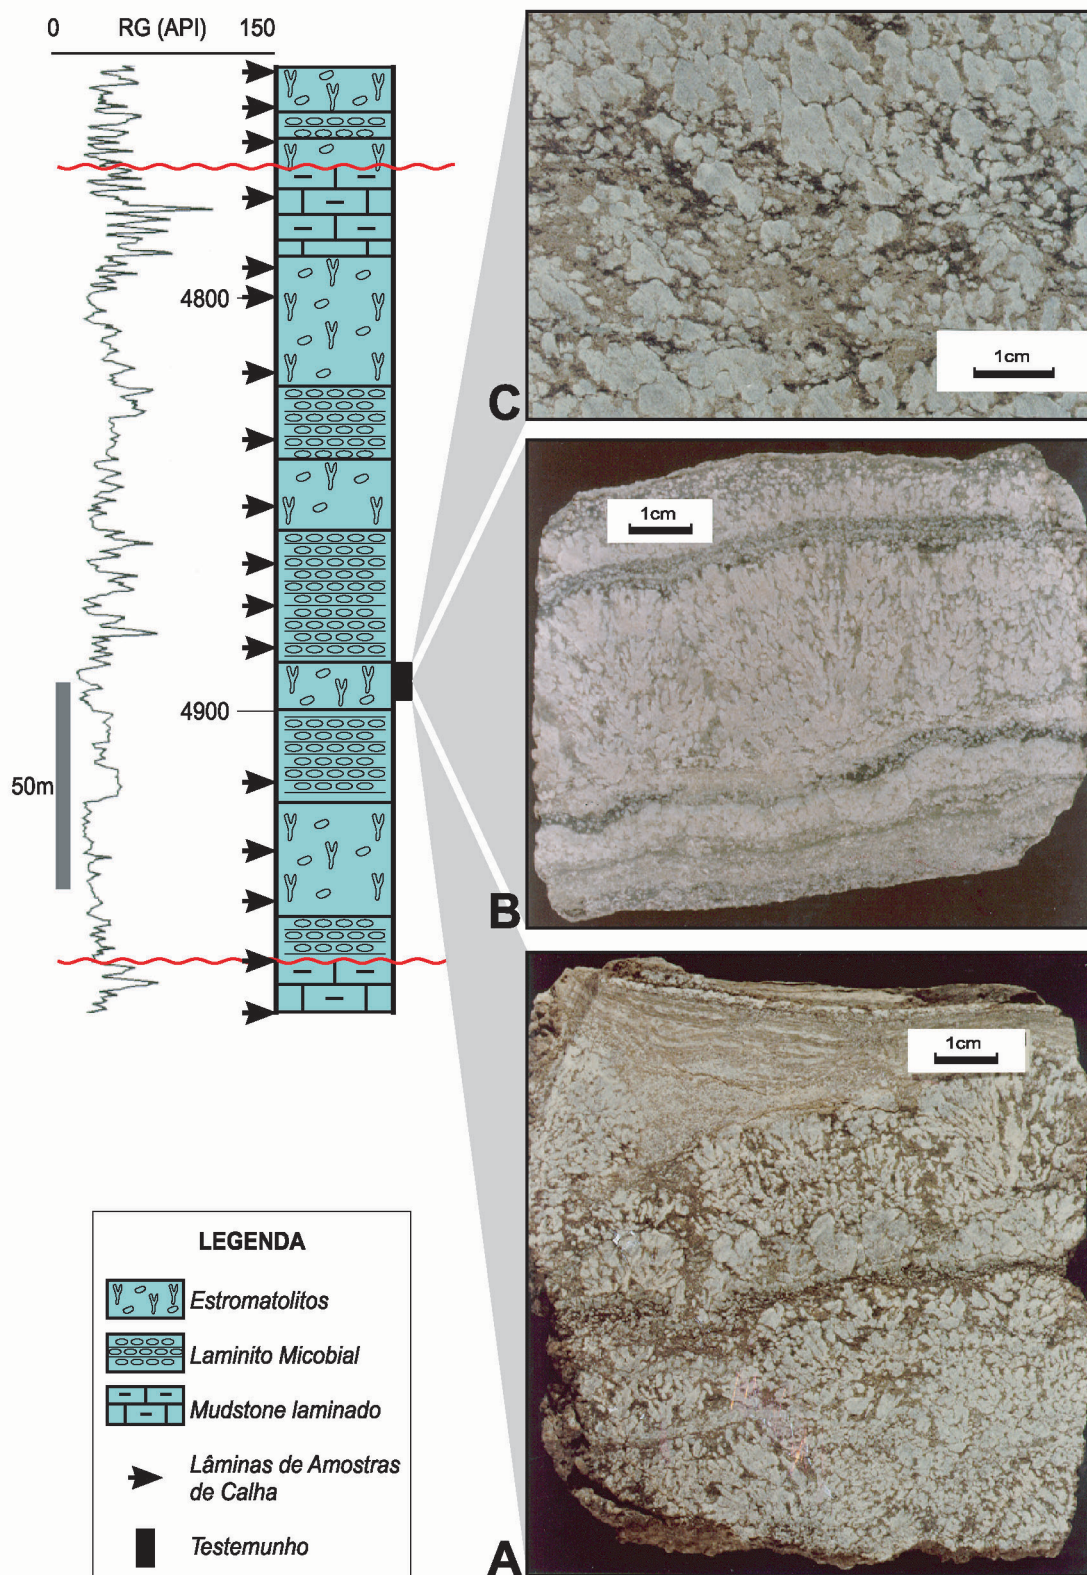 0 RG (API) 150
4800
4900
50m
C
1cm
B
1cm
A
1cm
LEGENDA
Estromatolitos
Laminito Micobial
Mudstone laminado
Lâminas de Amostras
de Calha
Testemunho